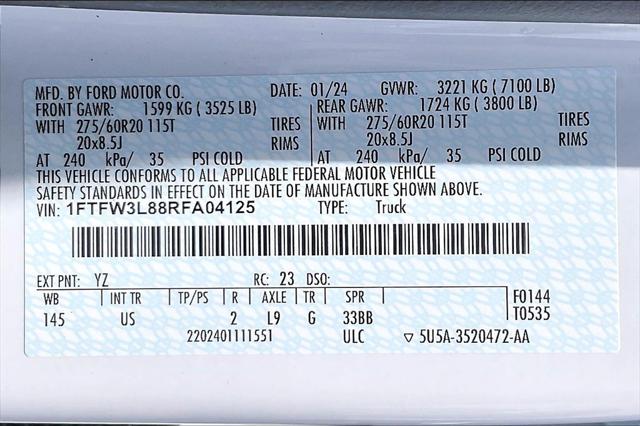 MFD. BY FORD MOTOR CO. DATE: 01/24 GVWR: 3221 KG ( 7100 LB)
FRONT GAWR: 1599 KG ( 3525 LB) REAR GAWR: 1724 KG ( 3800 LB)
WITH 275/60R20 115T TIRES WITH 275/60R20 115T TIRES
20x8.5J RIMS 20x8.5J RIMS
AT 240 kPa/ 35 PSI COLD AT 240 kPa/ 35 PSI COLD
THIS VEHICLE CONFORMS TO ALL APPLICABLE FEDERAL MOTOR VEHICLE
SAFETY STANDARDS IN EFFECT ON THE DATE OF MANUFACTURE SHOWN ABOVE.
VIN: 1FTFW3L88RFA04125 TYPE: Truck
EXT PNT: YZ RC: 23 DSO:
WB INT TR TP/PS R AXLE TR SPR F0144
145 US 2 L9 G 33BB T0535
2202401111551 ULC ▽ 5U5A-3520472-AA